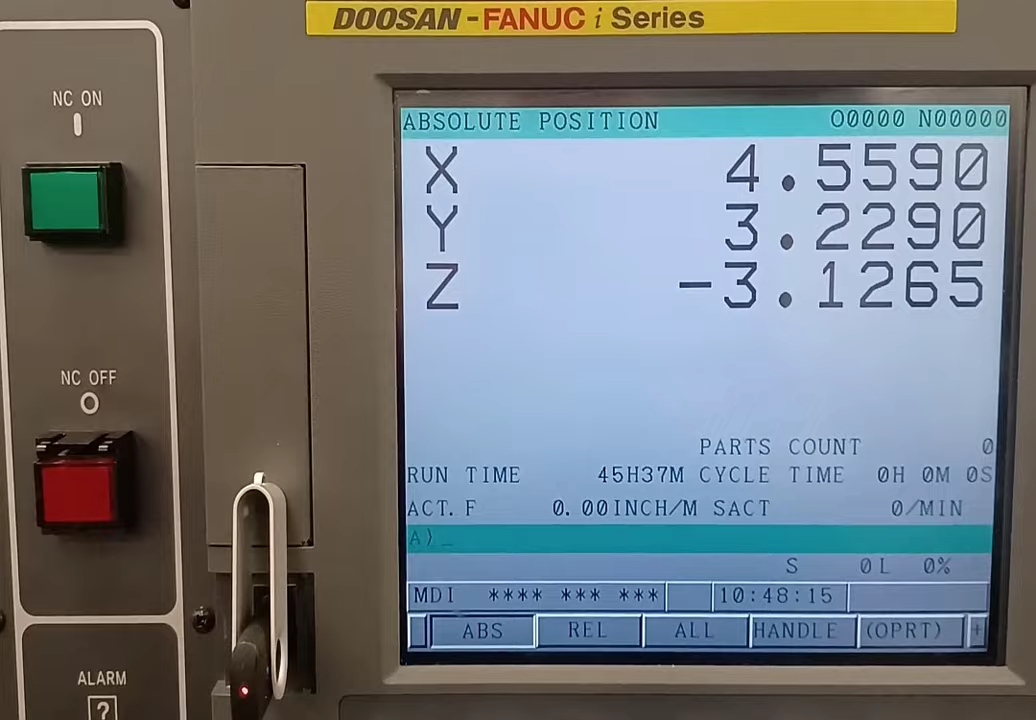 DOOSAN-FANUC i Series
NC ON
NC OFF
ALARM
?
ABSOLUTE POSITION O0000 N00000
X 4.5590
Y 3.2290
Z -3.1265
PARTS COUNT 0
RUN TIME 45H37M CYCLE TIME 0H 0M 0S
ACT.F 0.00INCH/M SACT 0/MIN
A)_
S 0L 0%
MDI **** *** *** 10:48:15
ABS REL ALL HANDLE (OPRT) +